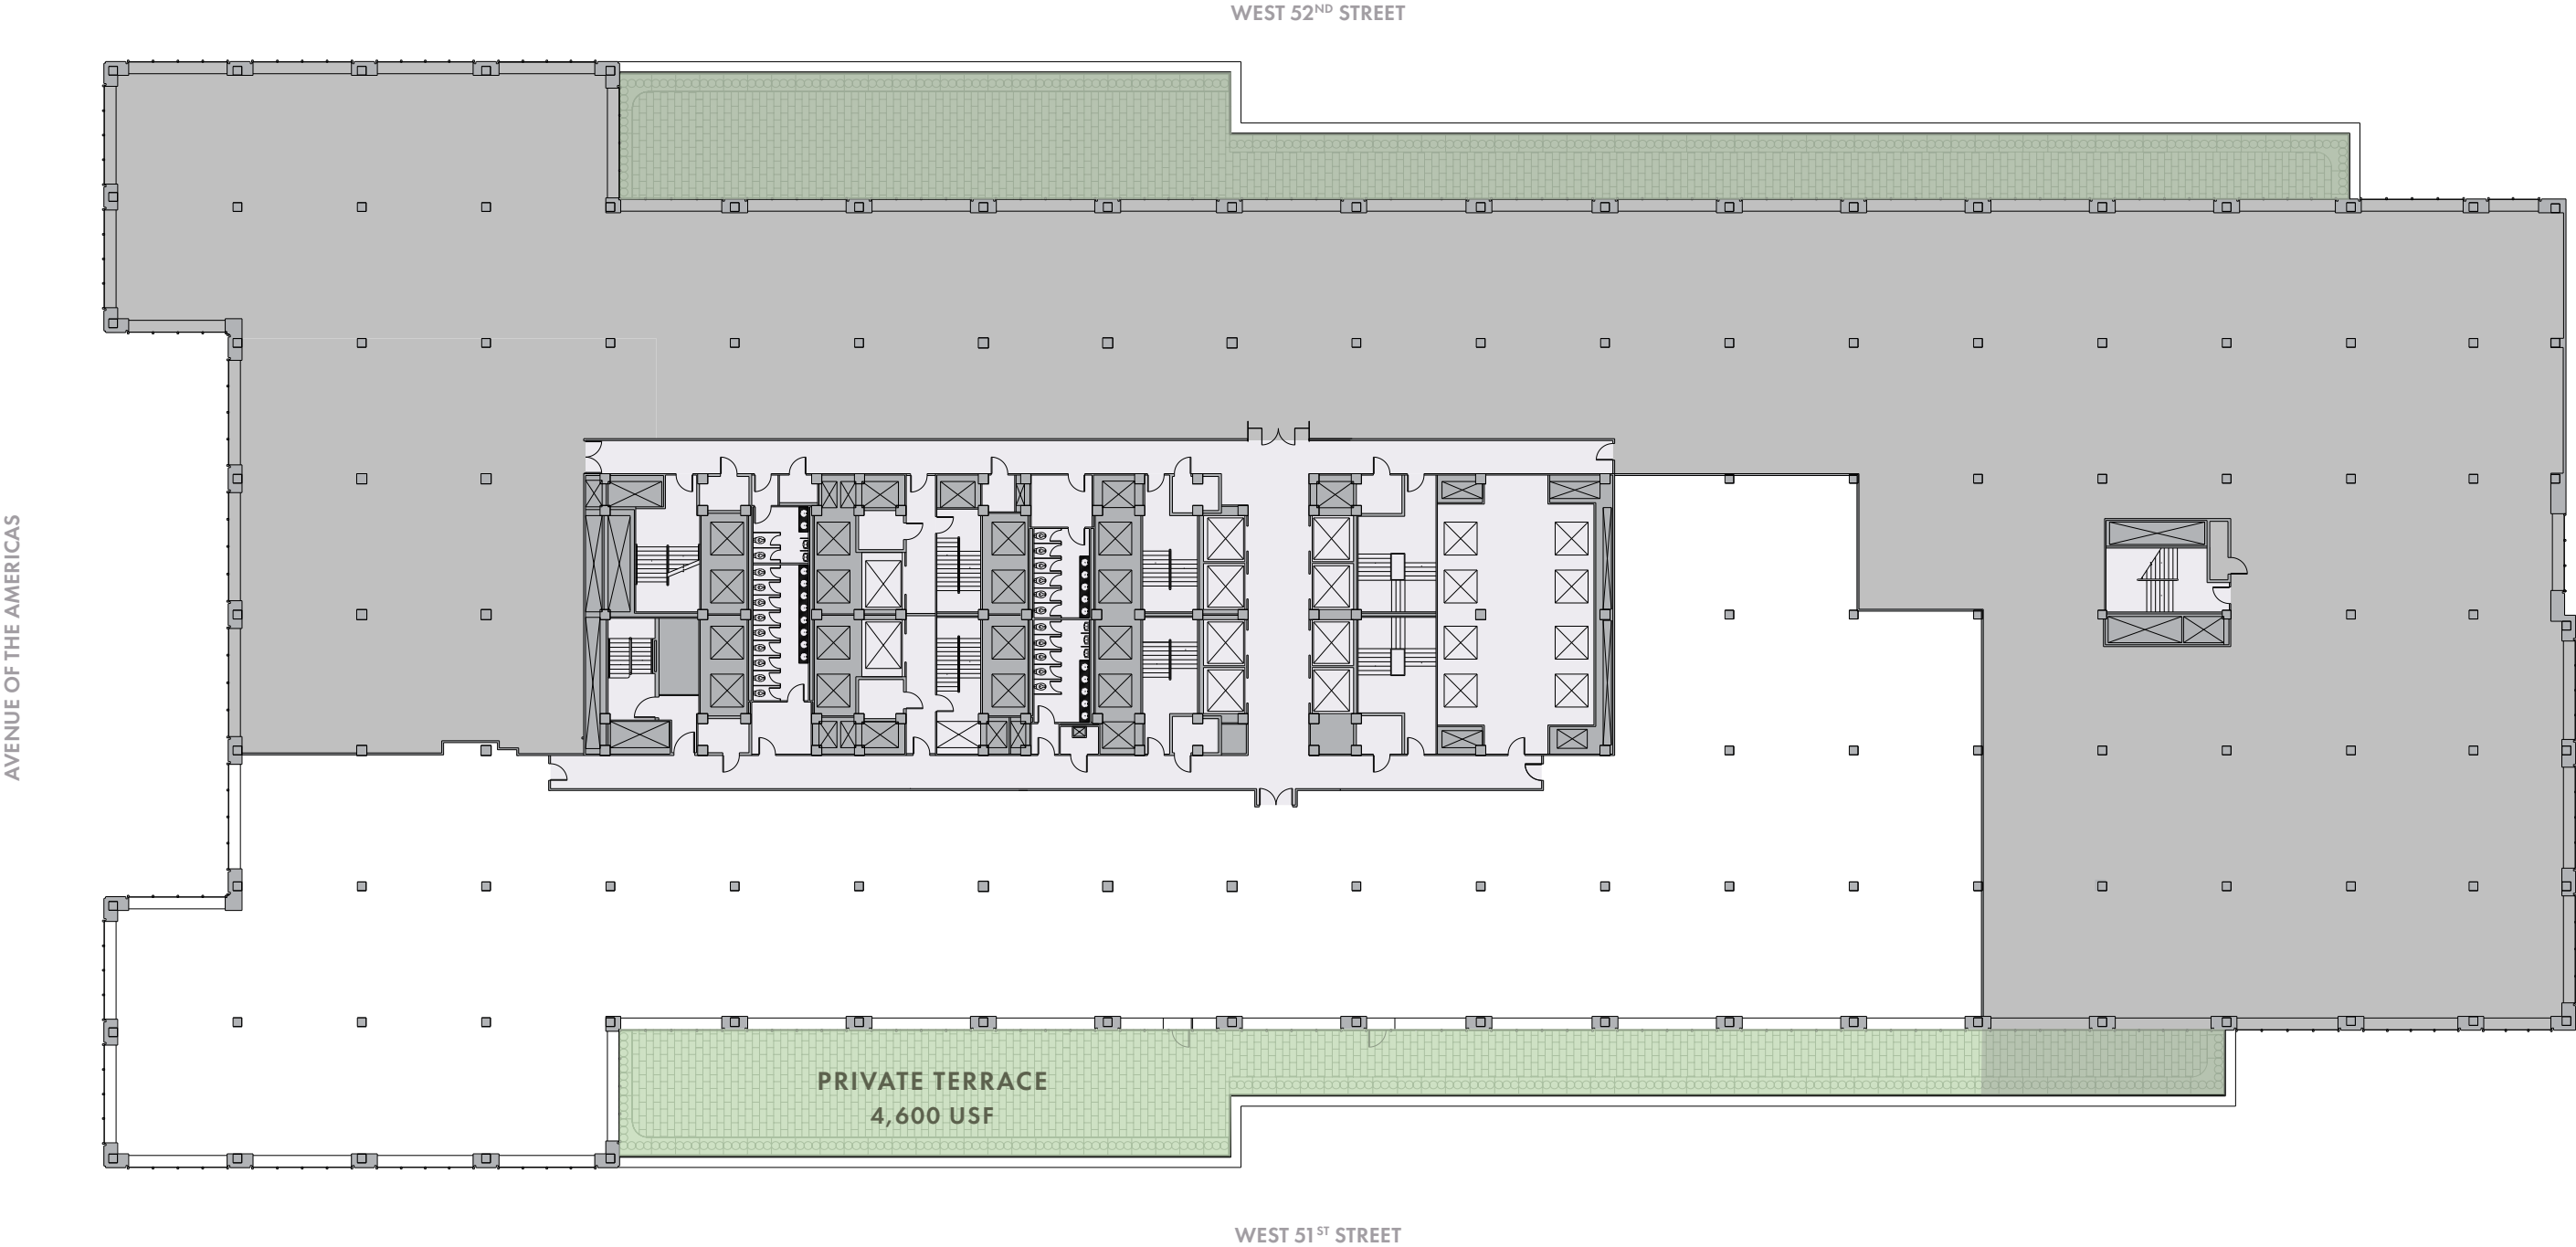 WEST 52ND STREET
AVENUE OF THE AMERICAS
PRIVATE TERRACE
4,600 USF
WEST 51ST STREET